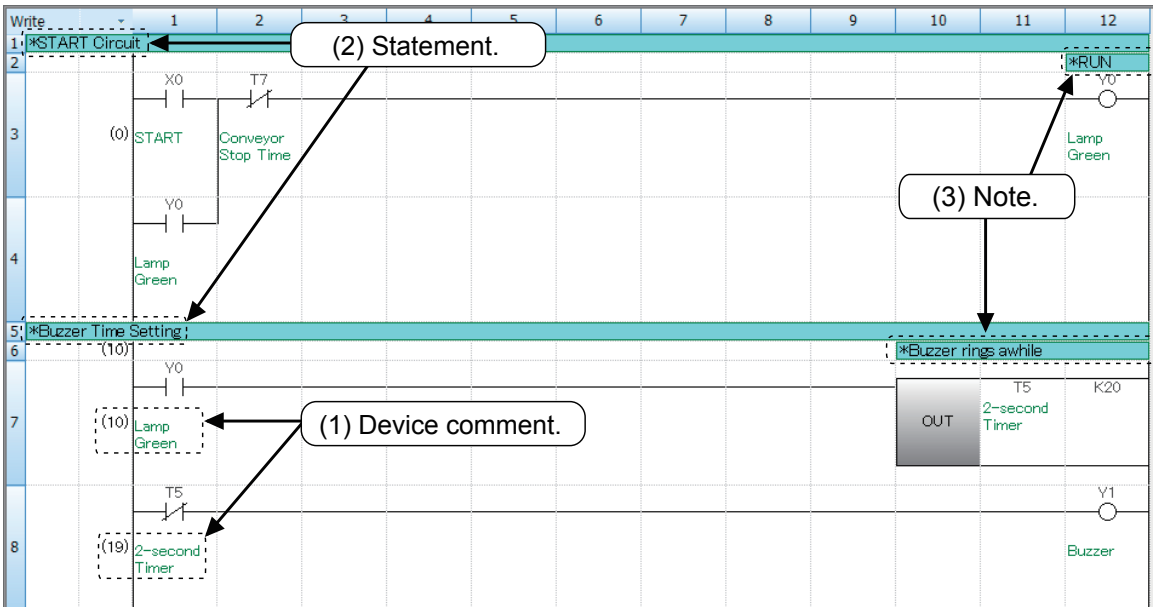 Write 1 2 3 4 5 6 7 8 9 10 11 12
1 *START Circuit
(2) Statement.
2 *RUN
X0 T7 Y0
3 (0) START Conveyor Stop Time Lamp Green
(3) Note.
Y0
4 Lamp Green
5 *Buzzer Time Setting
6 (10) *Buzzer rings awhile
Y0 T5 K20
7 (10) Lamp Green OUT 2-second Timer
(1) Device comment.
T5 Y1
8 (19) 2-second Timer Buzzer